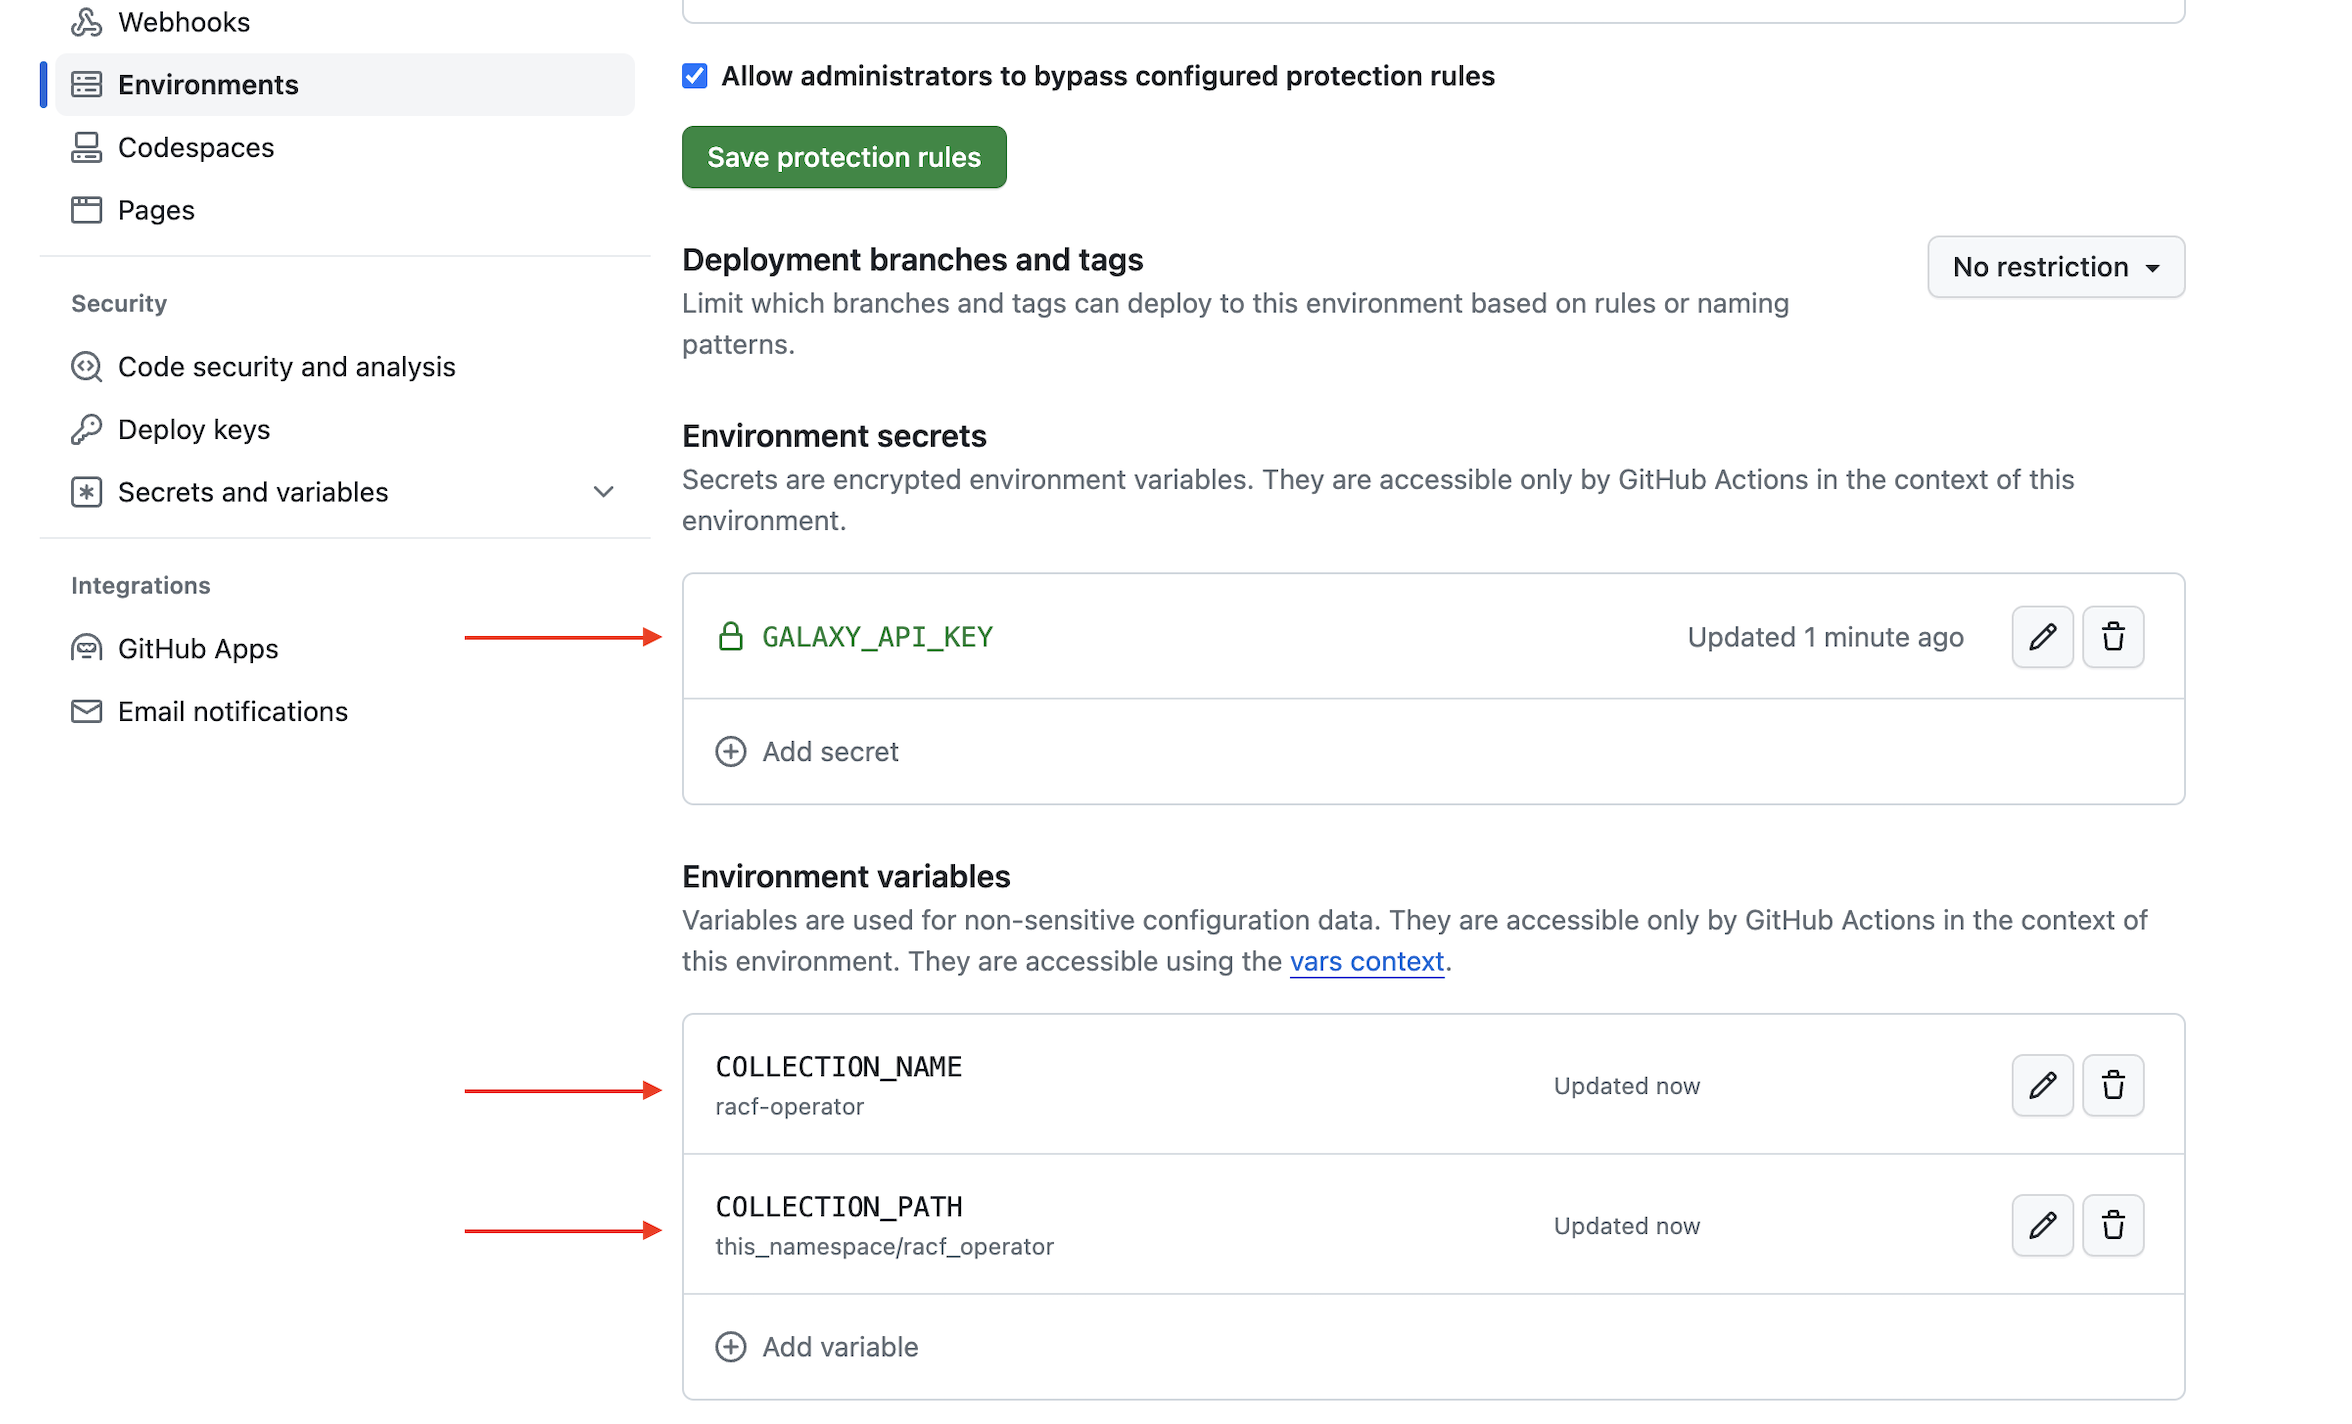 Webhooks
Environments
Codespaces
Pages
Security
Code security and analysis
Deploy keys
Secrets and variables
Integrations
GitHub Apps
Email notifications
Allow administrators to bypass configured protection rules
Save protection rules
Deployment branches and tags
No restriction
Limit which branches and tags can deploy to this environment based on rules or naming
patterns.
Environment secrets
Secrets are encrypted environment variables. They are accessible only by GitHub Actions in the context of this
environment.
GALAXY_API_KEY
Updated 1 minute ago
Add secret
Environment variables
Variables are used for non-sensitive configuration data. They are accessible only by GitHub Actions in the context of
this environment. They are accessible using the vars context.
COLLECTION_NAME
racf-operator
Updated now
COLLECTION_PATH
this_namespace/racf_operator
Updated now
Add variable